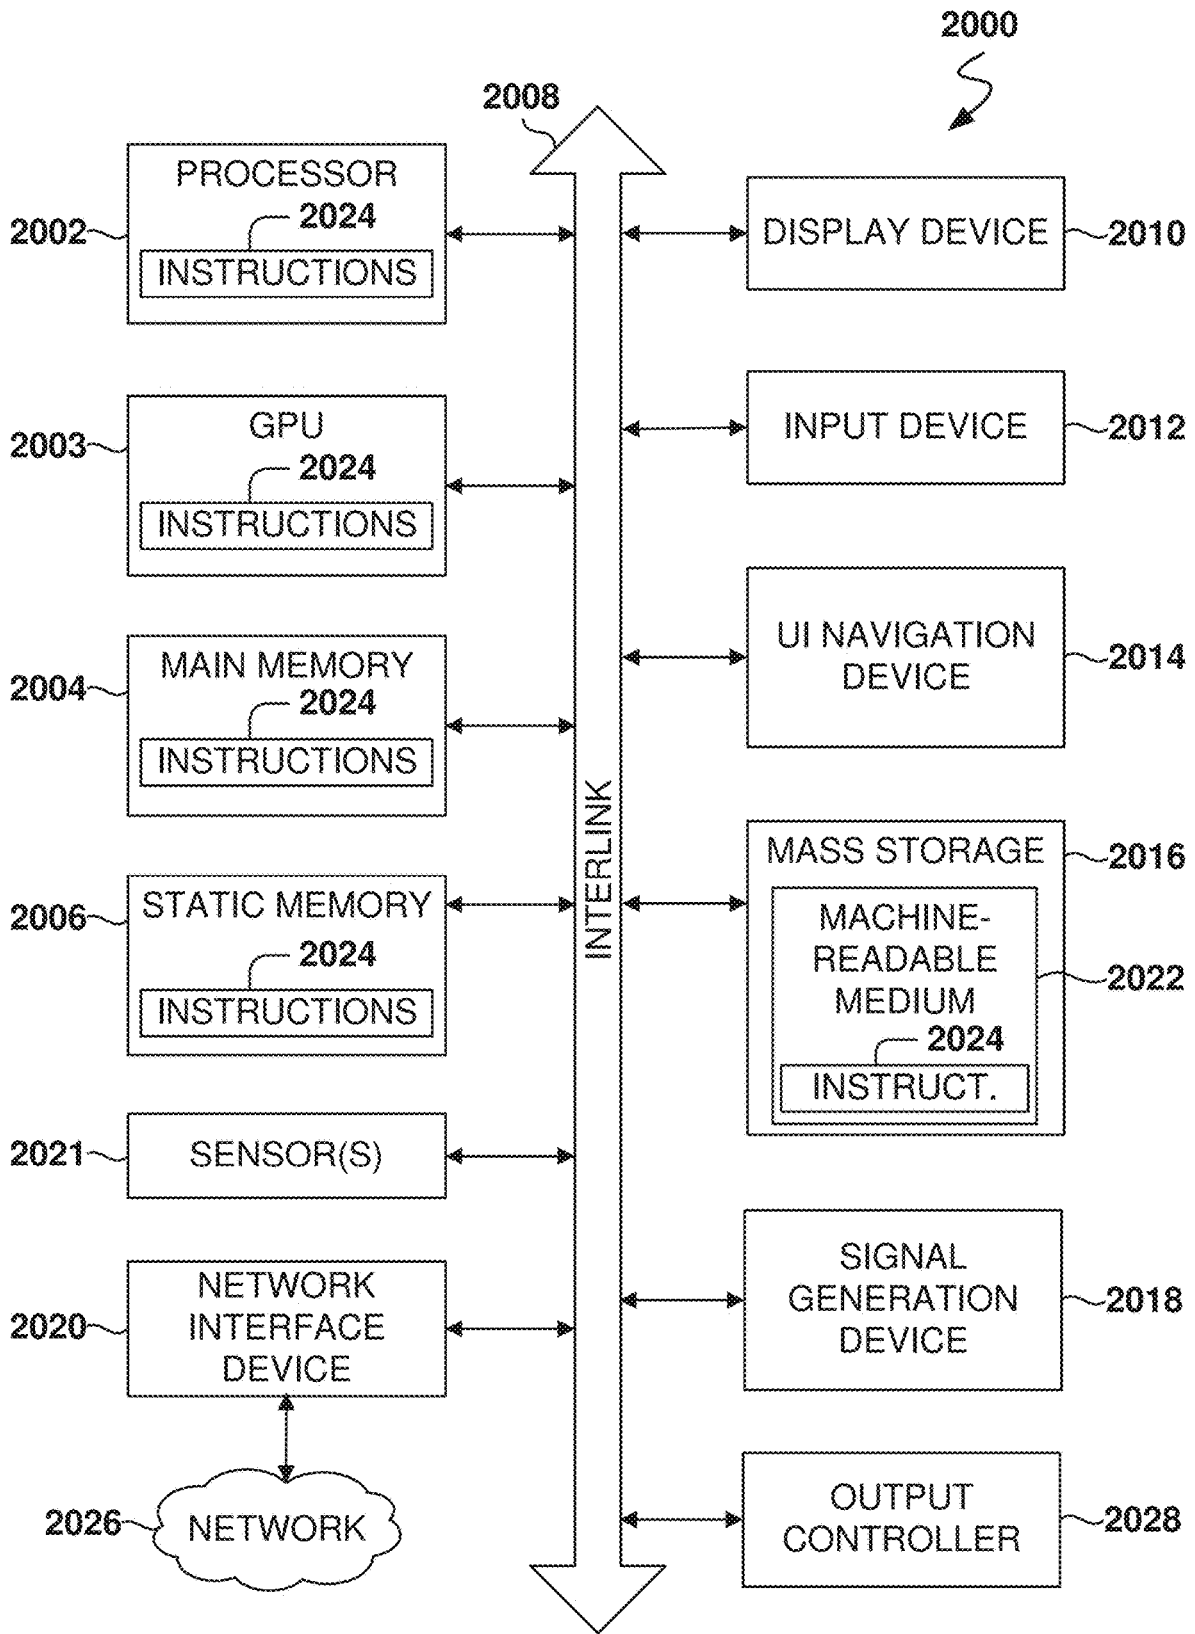 2000
2008
PROCESSOR
2024
INSTRUCTIONS
2002
GPU
2024
INSTRUCTIONS
2003
MAIN MEMORY
2024
INSTRUCTIONS
2004
STATIC MEMORY
2024
INSTRUCTIONS
2006
SENSOR(S)
2021
NETWORK
INTERFACE
DEVICE
2020
NETWORK
2026
INTERLINK
DISPLAY DEVICE
2010
INPUT DEVICE
2012
UI NAVIGATION
DEVICE
2014
MASS STORAGE
2016
MACHINE-
READABLE
MEDIUM
2022
2024
INSTRUCT.
SIGNAL
GENERATION
DEVICE
2018
OUTPUT
CONTROLLER
2028